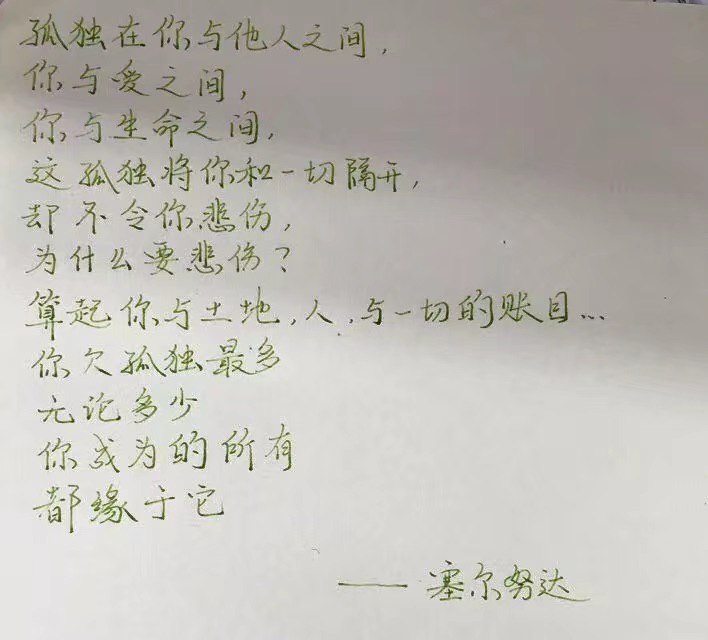 孤独在你与他人之间，
你与爱之间，
你与生命之间，
这孤独将你和一切隔开，
却不令你悲伤，
为什么要悲伤？
算起你与土地，人，与一切的账目...
你欠孤独最多
无论多少
你成为的所有
都缘于它
—— 塞尔努达